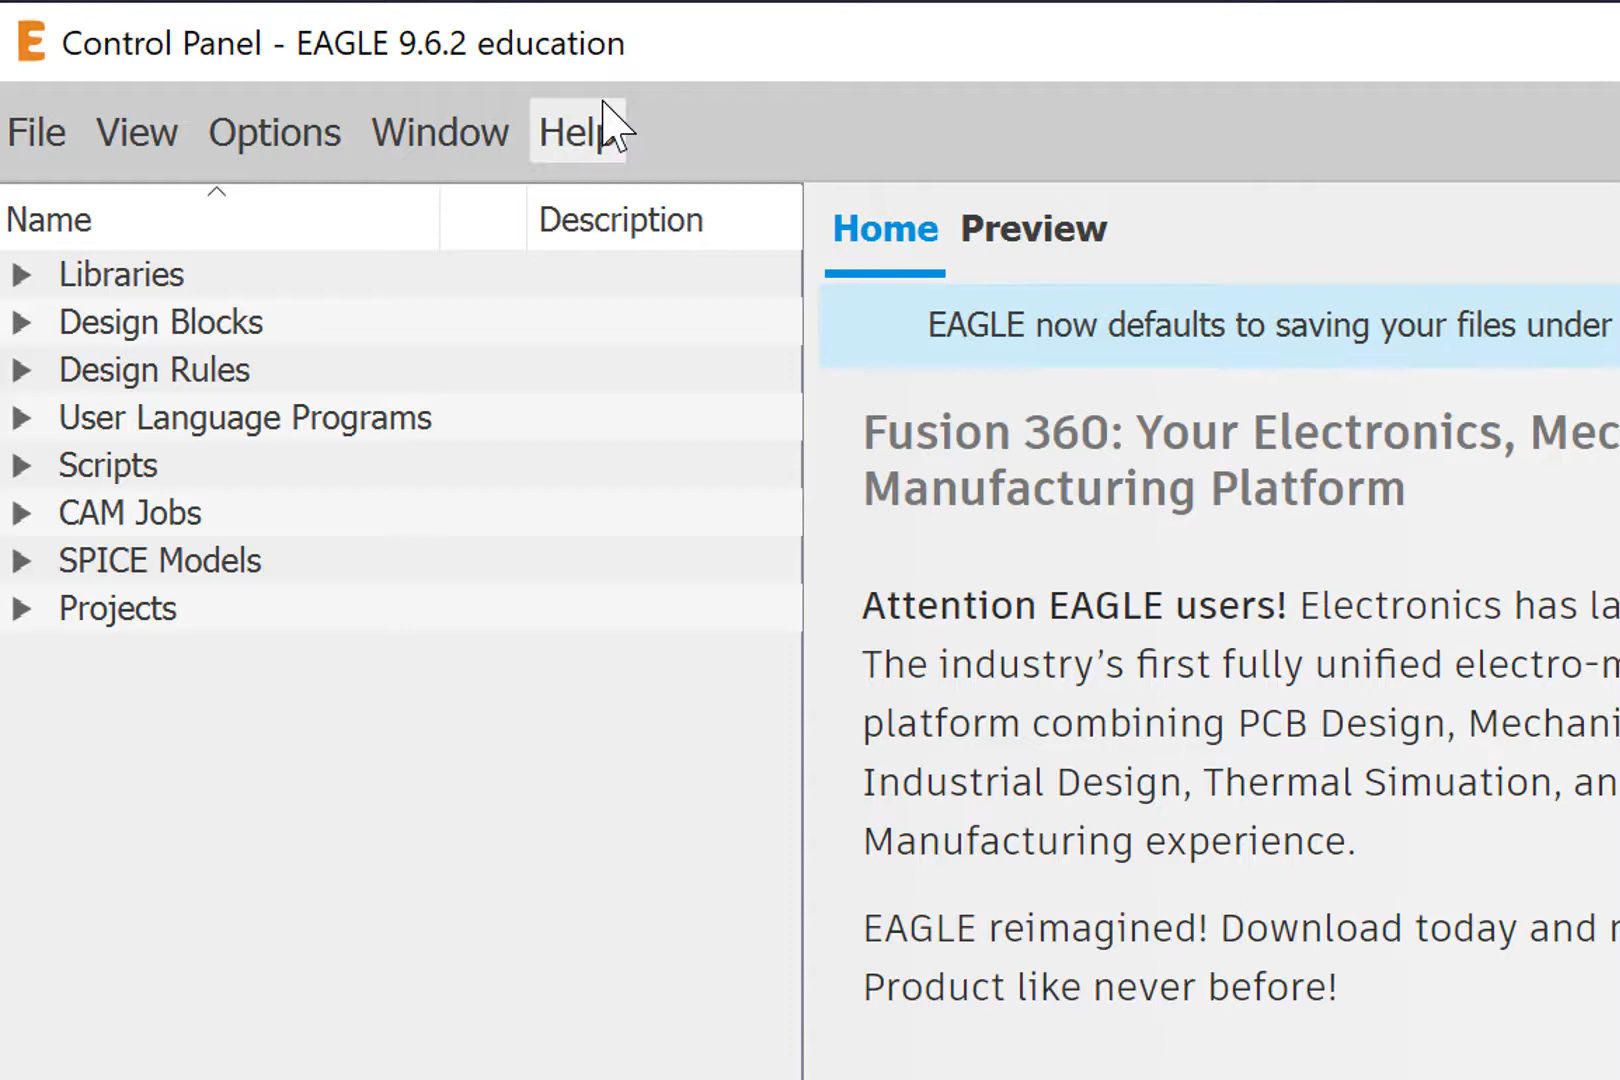 Control Panel - EAGLE 9.6.2 education
File View Options Window Help
Name Description
Libraries
Design Blocks
Design Rules
User Language Programs
Scripts
CAM Jobs
SPICE Models
Projects
Home Preview
EAGLE now defaults to saving your files under
Fusion 360: Your Electronics, Mec
Manufacturing Platform
Attention EAGLE users! Electronics has la
The industry’s first fully unified electro-m
platform combining PCB Design, Mechani
Industrial Design, Thermal Simuation, an
Manufacturing experience.
EAGLE reimagined! Download today and
Product like never before!